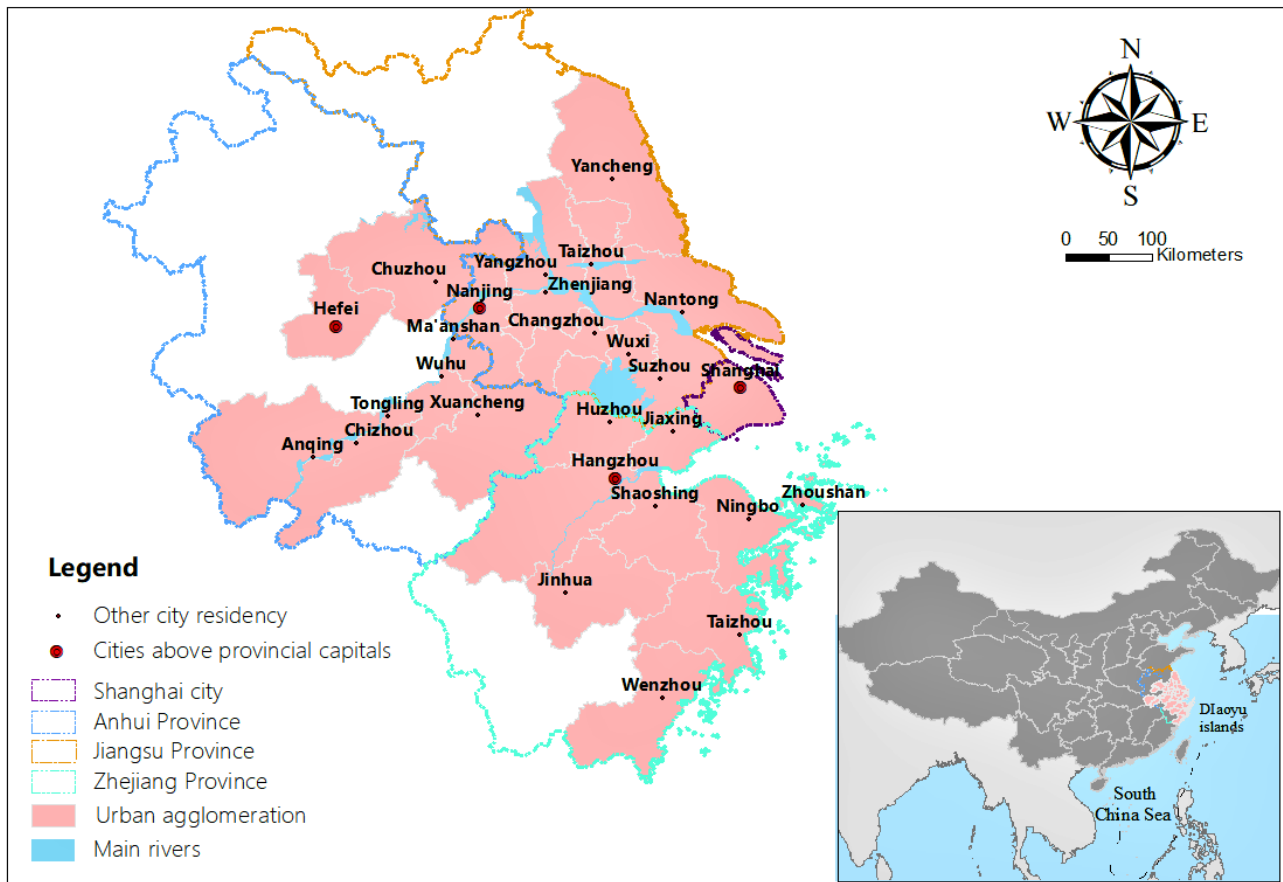 N
W
E
S
0 50 100
Kilometers
Yancheng
Taizhou
Yangzhou
Chuzhou
Zhenjiang
Nanjing
Nantong
Hefei
Changzhou
Ma'anshan
Wuxi
Wuhu
Suzhou
Shanghai
Tongling
Xuancheng
Huzhou
Jiaxing
Chizhou
Anqing
Hangzhou
Shaoshing
Ningbo
Zhoushan
Jinhua
Taizhou
Wenzhou
Legend
Other city residency
Cities above provincial capitals
Shanghai city
Anhui Province
Jiangsu Province
Zhejiang Province
Urban agglomeration
Main rivers
DIaoyu
islands
South
China Sea